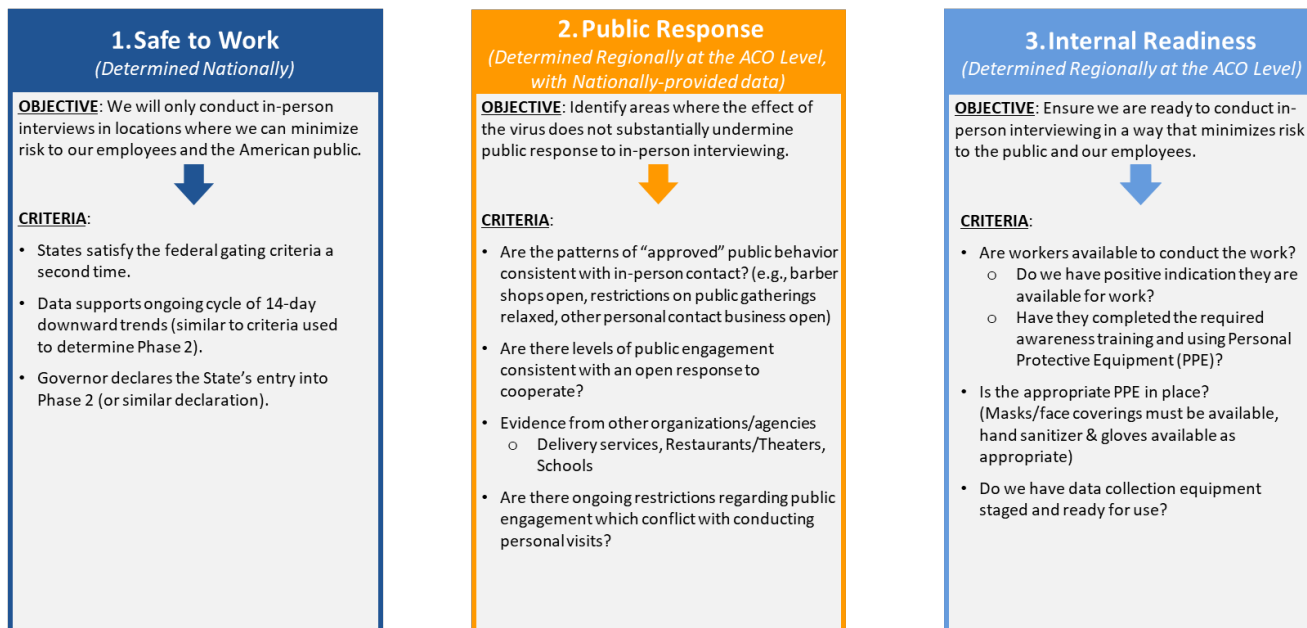 1. Safe to Work
(Determined Nationally)
OBJECTIVE: We will only conduct in-person
interviews in locations where we can minimize
risk to our employees and the American public.
CRITERIA:
• States satisfy the federal gating criteria a
second time.
• Data supports ongoing cycle of 14-day
downward trends (similar to criteria used
to determine Phase 2).
• Governor declares the State's entry into
Phase 2 (or similar declaration).
2. Public Response
(Determined Regionally at the ACO Level,
with Nationally-provided data)
OBJECTIVE: Identify areas where the effect of
the virus does not substantially undermine
public response to in-person interviewing.
CRITERIA:
• Are the patterns of “approved” public behavior
consistent with in-person contact? (e.g., barber
shops open, restrictions on public gatherings
relaxed, other personal contact business open)
• Are there levels of public engagement
consistent with an open response to
cooperate?
• Evidence from other organizations/agencies
o Delivery services, Restaurants/Theaters,
Schools
• Are there ongoing restrictions regarding public
engagement which conflict with conducting
personal visits?
3. Internal Readiness
(Determined Regionally at the ACO Level)
OBJECTIVE: Ensure we are ready to conduct in-
person interviewing in a way that minimizes risk
to the public and our employees.
CRITERIA:
• Are workers available to conduct the work?
o Do we have positive indication they are
available for work?
o Have they completed the required
awareness training and using Personal
Protective Equipment (PPE)?
• Is the appropriate PPE in place?
(Masks/face coverings must be available,
hand sanitizer & gloves available as
appropriate)
• Do we have data collection equipment
staged and ready for use?